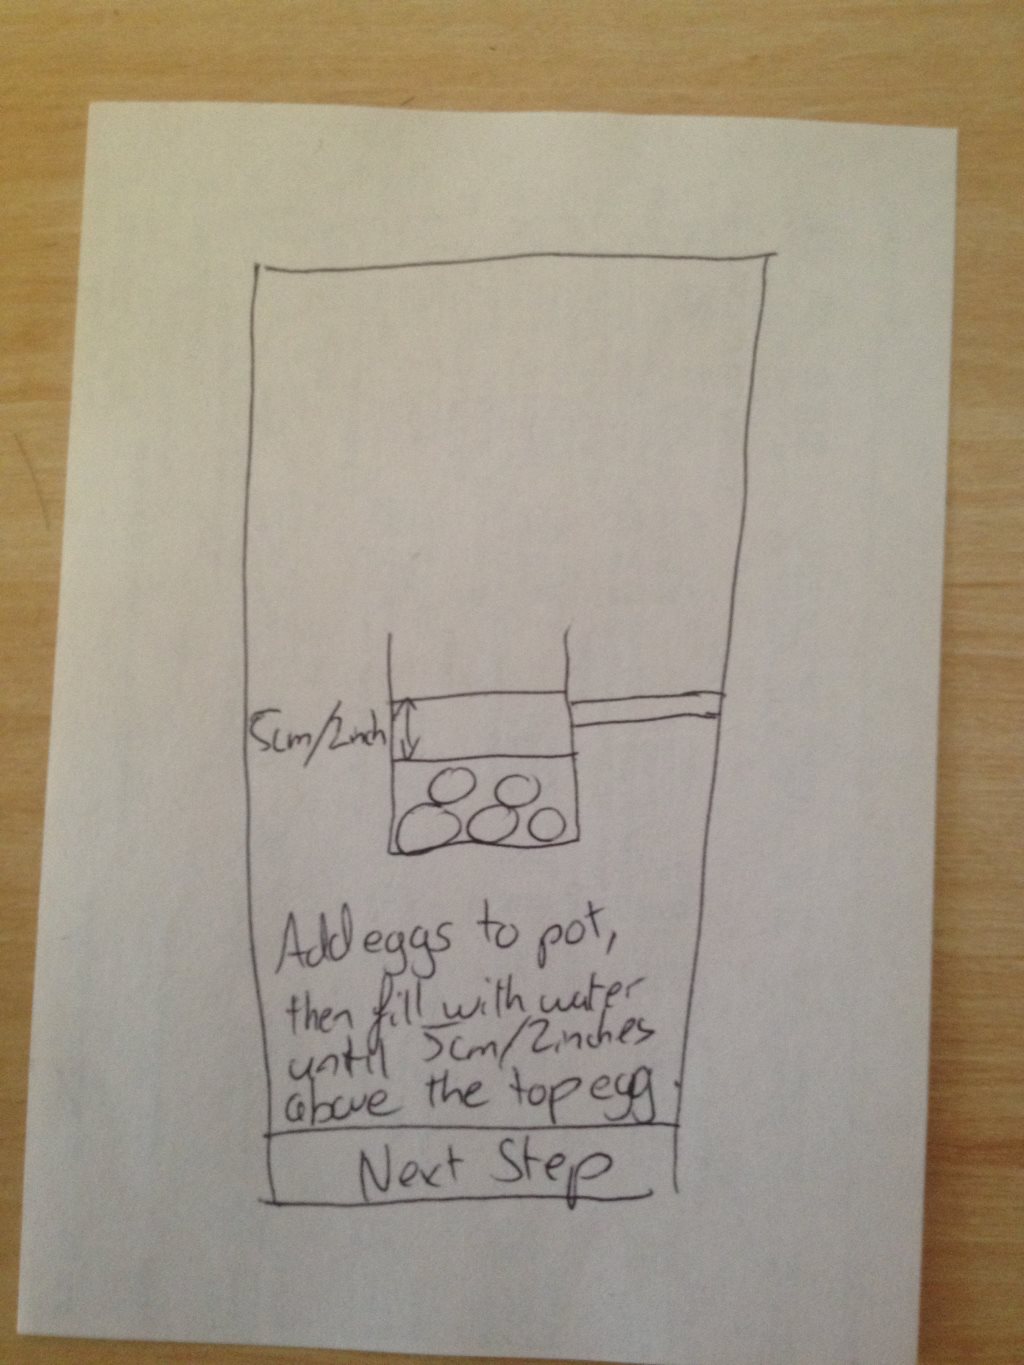 5cm/2inch
Add eggs to pot,
then fill with water
until 5cm/2inches
above the top egg
Next Step